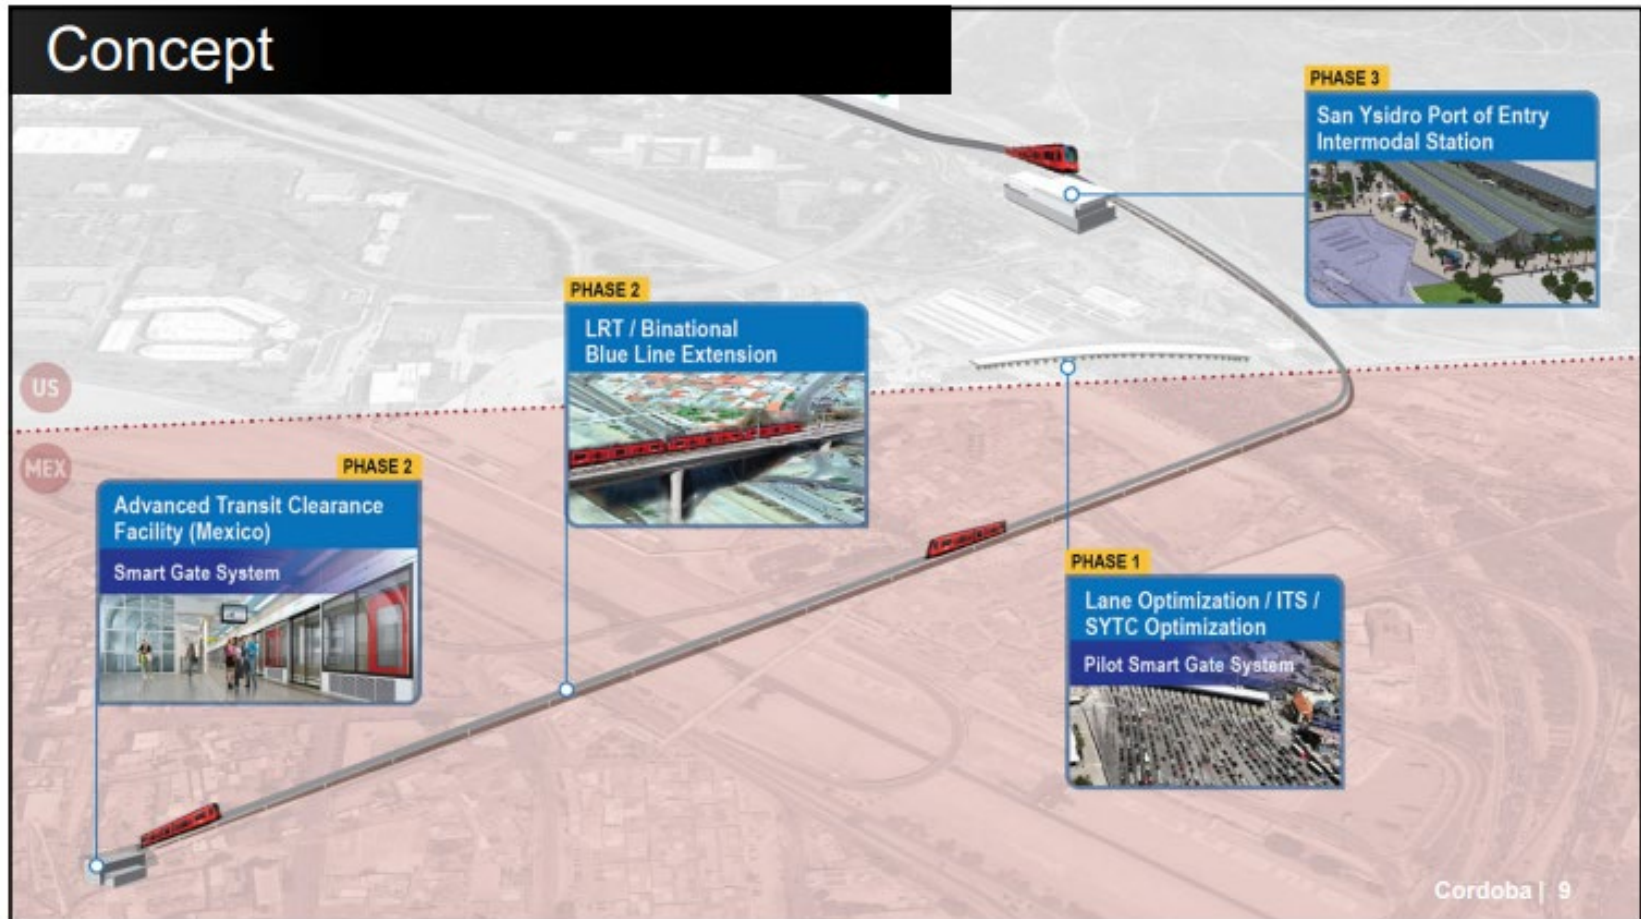 Concept
PHASE 3
San Ysidro Port of Entry
Intermodal Station
PHASE 2
LRT / Binational
Blue Line Extension
US
MEX
PHASE 2
Advanced Transit Clearance
Facility (Mexico)
Smart Gate System
PHASE 1
Lane Optimization / ITS /
SYTC Optimization
Pilot Smart Gate System
Cordoba | 9